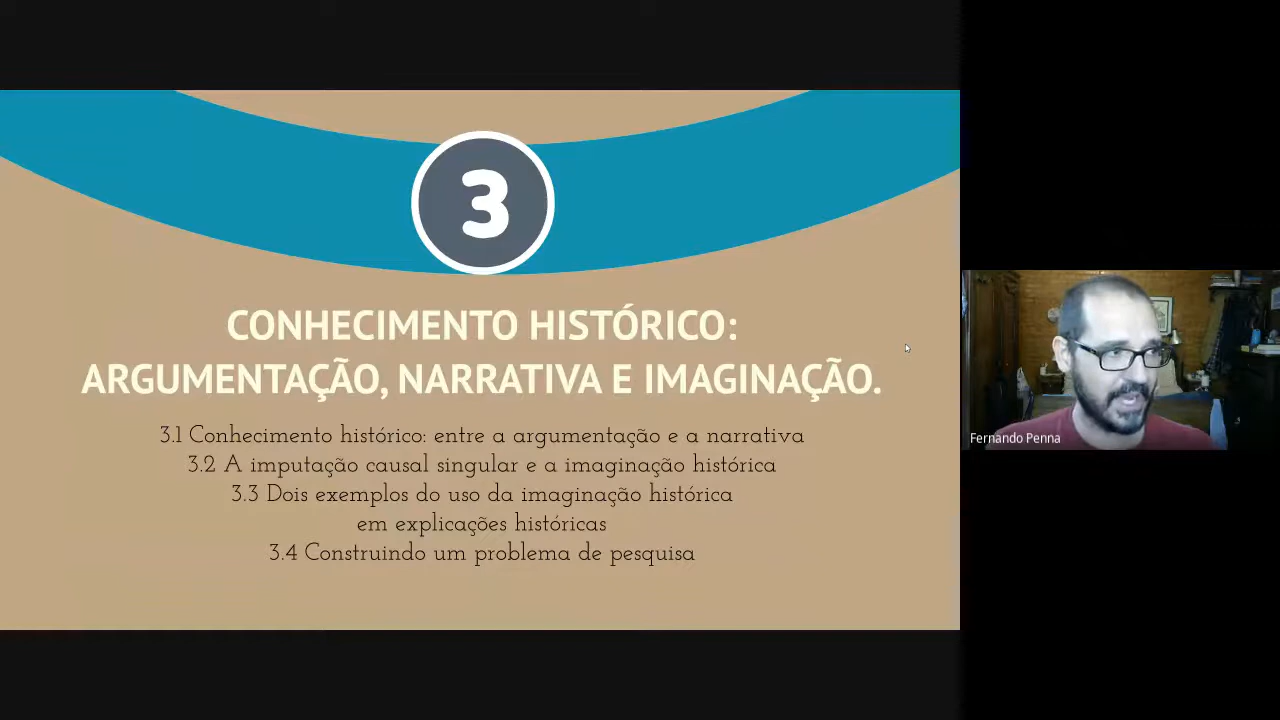 3
CONHECIMENTO HISTÓRICO:
ARGUMENTAÇÃO, NARRATIVA E IMAGINAÇÃO.
3.1 Conhecimento histórico: entre a argumentação e a narrativa
3.2 A imputação causal singular e a imaginação histórica
3.3 Dois exemplos do uso da imaginação histórica
em explicações históricas
3.4 Construindo um problema de pesquisa
Fernando Penna